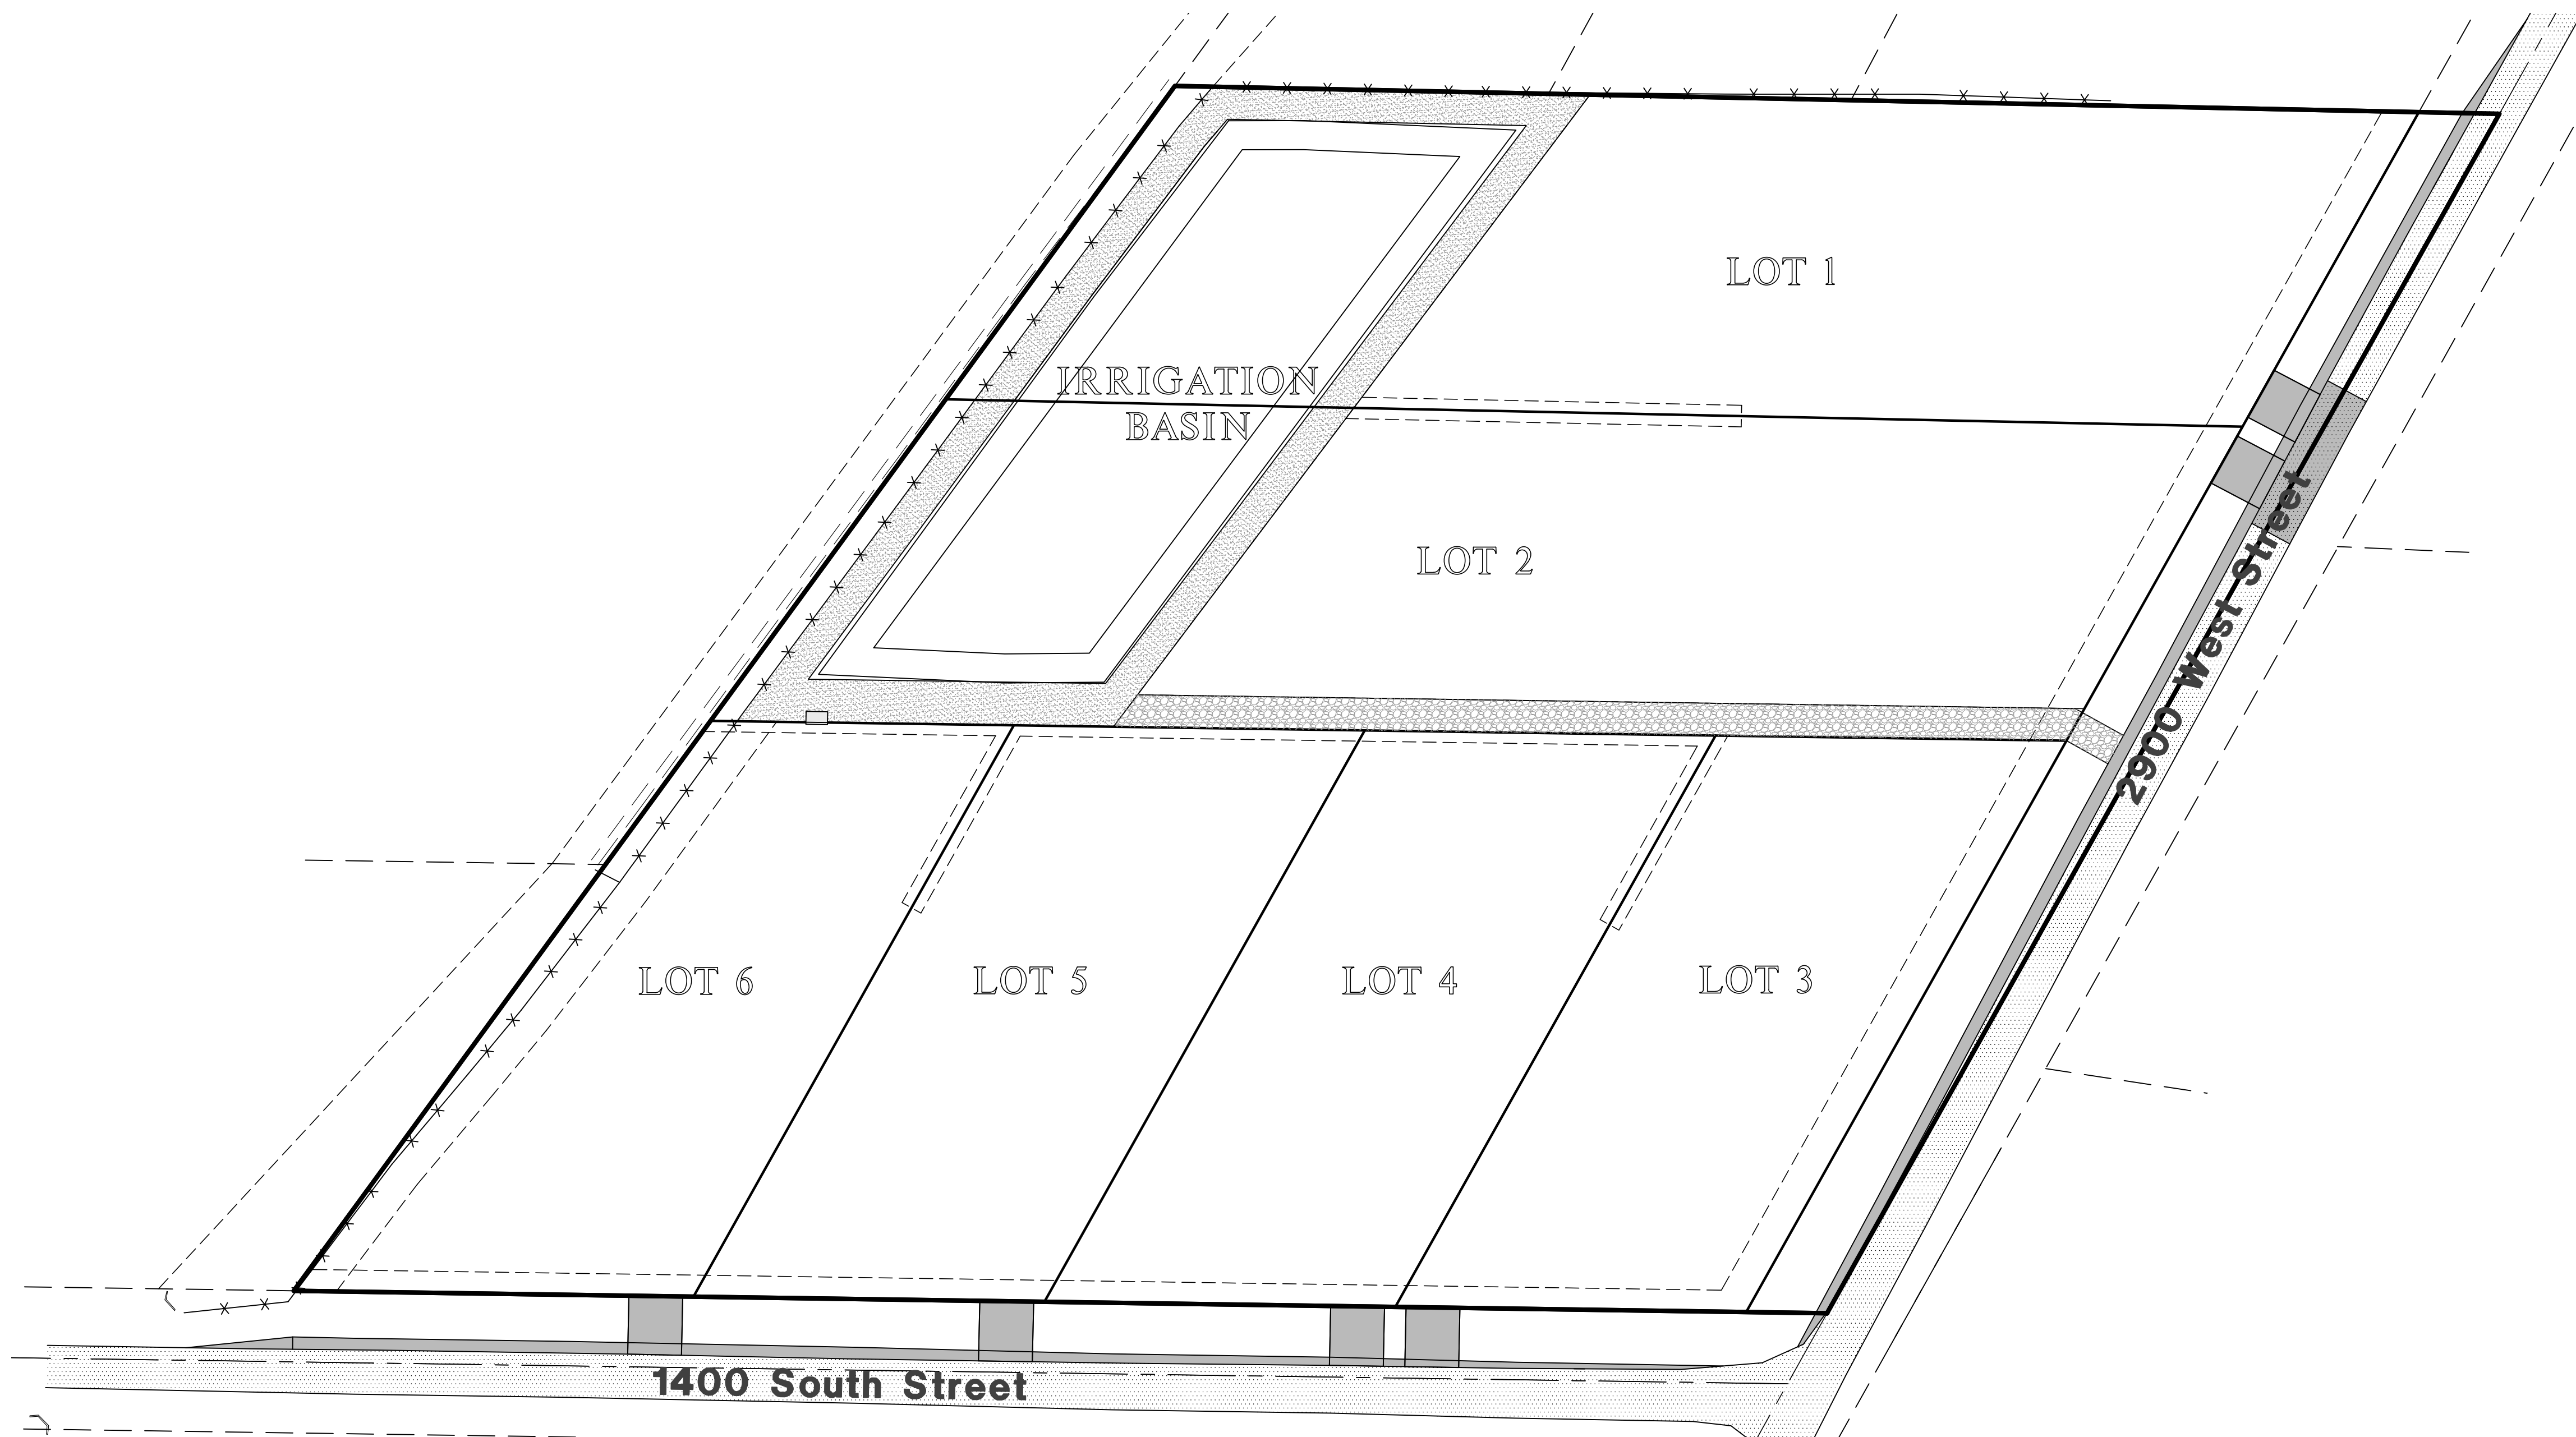 LOT 1
IRRIGATION
BASIN
LOT 2
2900 West Street
LOT 6
LOT 5
LOT 4
LOT 3
1400 South Street